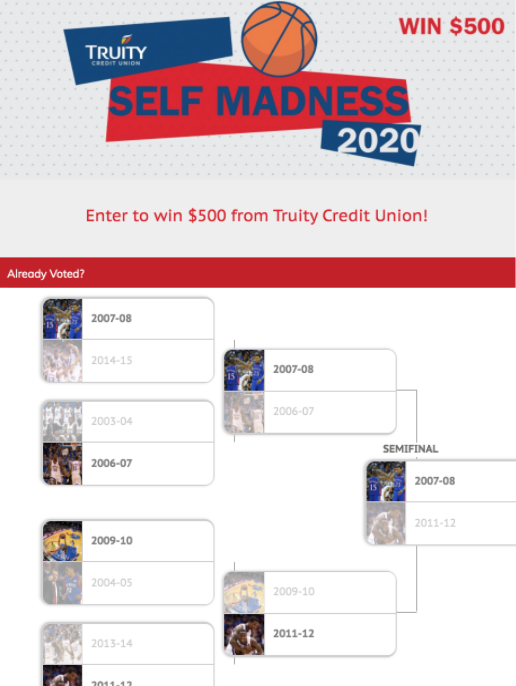 WIN $500
TRUITY
CREDIT UNION
SELF MADNESS
2020
Enter to win $500 from Truity Credit Union!
Already Voted?
2007-08
2014-15
2003-04
2006-07
2009-10
2004-05
2013-14
2011-12
2007-08
2006-07
2009-10
2011-12
SEMIFINAL
2007-08
2011-12